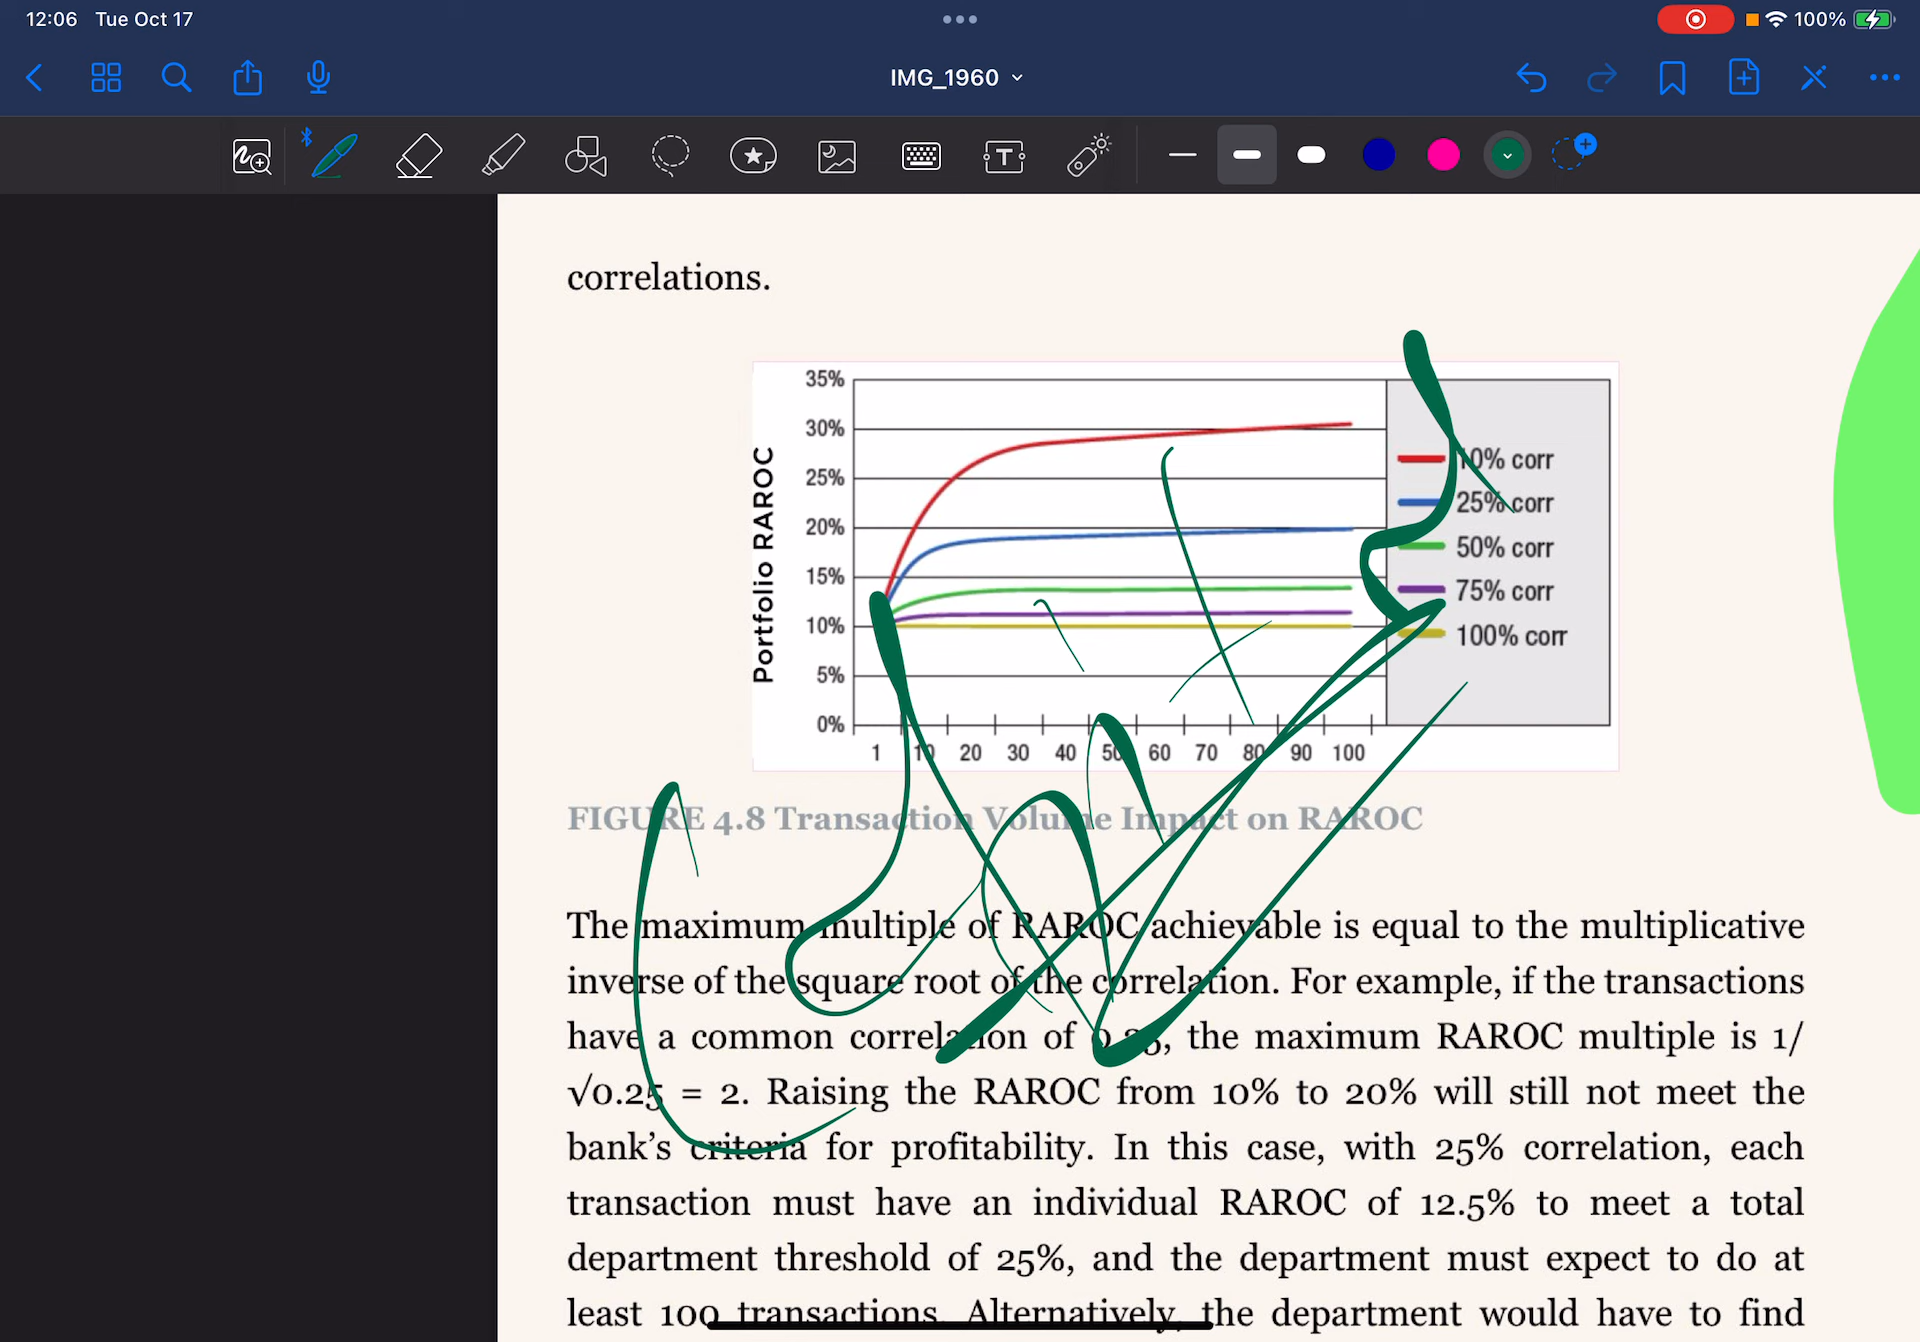 12:06 Tue Oct 17
100%
IMG_1960
correlations.
Portfolio RAROC
35%
30%
25%
20%
15%
10%
5%
0%
1 10 20 30 40 50 60 70 80 90 100
10% corr
25% corr
50% corr
75% corr
100% corr
FIGURE 4.8 Transaction Volume Impact on RAROC
The maximum multiple of RAROC achievable is equal to the multiplicative
inverse of the square root of the correlation. For example, if the transactions
have a common correlation of 0.25, the maximum RAROC multiple is 1/
√0.25 = 2. Raising the RAROC from 10% to 20% will still not meet the
bank’s criteria for profitability. In this case, with 25% correlation, each
transaction must have an individual RAROC of 12.5% to meet a total
department threshold of 25%, and the department must expect to do at
least 100 transactions. Alternatively, the department would have to find